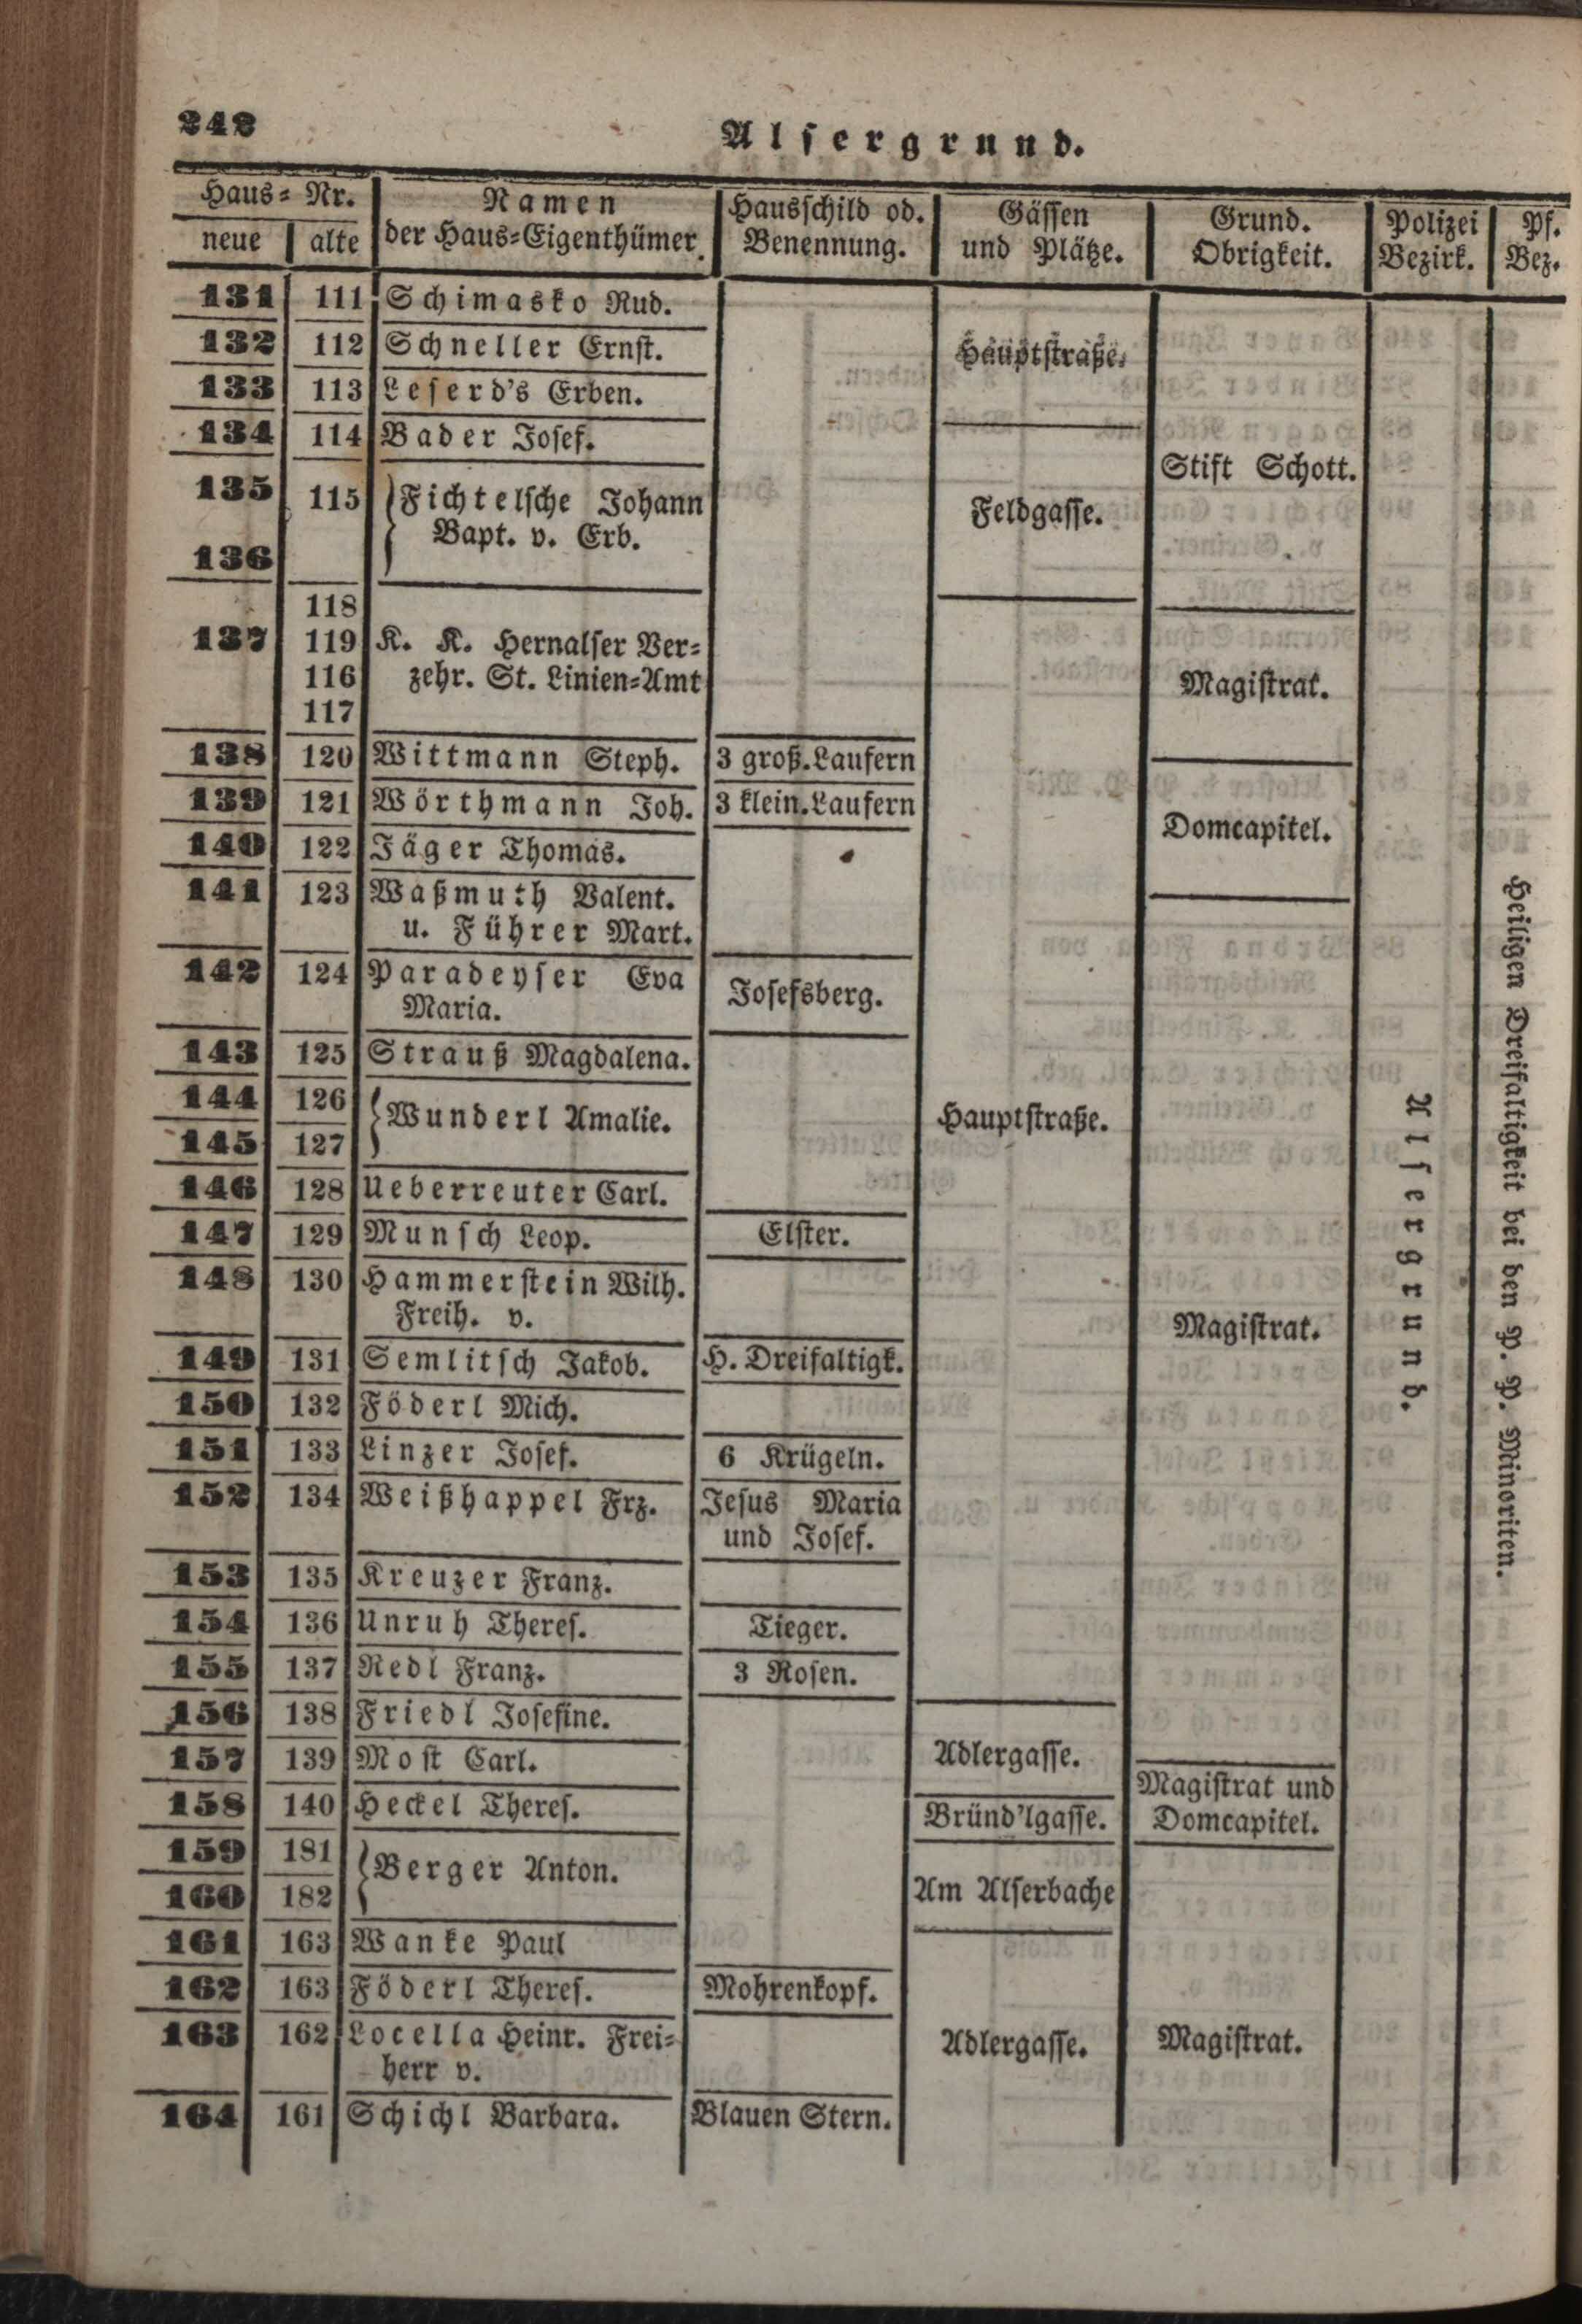 242
Alsergrund.
Haus-Nr. Namen Hausschild od. Gässen Grund. Polizei Pf.
neue alte der Haus-Eigenthümer. Benennung. und Plätze. Obrigkeit. Bezirk. Bez.
131 111 Schimasko Rud.
132 112 Schneller Ernst. Hauptstraße.
133 113 Leserd's Erben.
134 114 Bader Josef.
Stift Schott.
135 115 Fichtelsche Johann Feldgasse.
Bapt. v. Erb.
136
118
137 119 K. K. Hernalser Ver-
116 zehr. St. Linien-Amt Magistrat.
117
138 120 Wittmann Steph. 3 groß. Laufern
139 121 Wörthmann Joh. 3 klein. Laufern Domcapitel.
140 122 Jäger Thomas.
141 123 Waßmuth Valent.
u. Führer Mart.
142 124 Paradeyser Eva Josefsberg.
Maria.
143 125 Strauß Magdalena.
144 126 Wunderl Amalie. Hauptstraße.
145 127
146 128 Ueberreuter Carl.
147 129 Munsch Leop. Elster.
148 130 Hammerstein Wilh.
Freih. v. Magistrat.
149 131 Semlitsch Jakob. H. Dreifaltigk.
150 132 Föderl Mich.
151 133 Linzer Josef. 6 Krügeln.
152 134 Weißhappel Frz. Jesus Maria
und Josef.
153 135 Kreuzer Franz.
154 136 Unruh Theres. Tieger.
155 137 Redl Franz. 3 Rosen.
156 138 Friedl Josefine.
157 139 Most Carl. Adlergasse.
Magistrat und
158 140 Heckel Theres. Bründ'lgasse. Domcapitel.
159 181 Berger Anton.
160 182 Am Alserbache
161 163 Wanke Paul
162 163 Föderl Theres. Mohrenkopf.
163 162 Locella Heinr. Frei- Adlergasse. Magistrat.
herr v.
164 161 Schichl Barbara. Blauen Stern.
Alsergrund.
Heiligen Dreifaltigkeit bei den P. P. Minoriten.